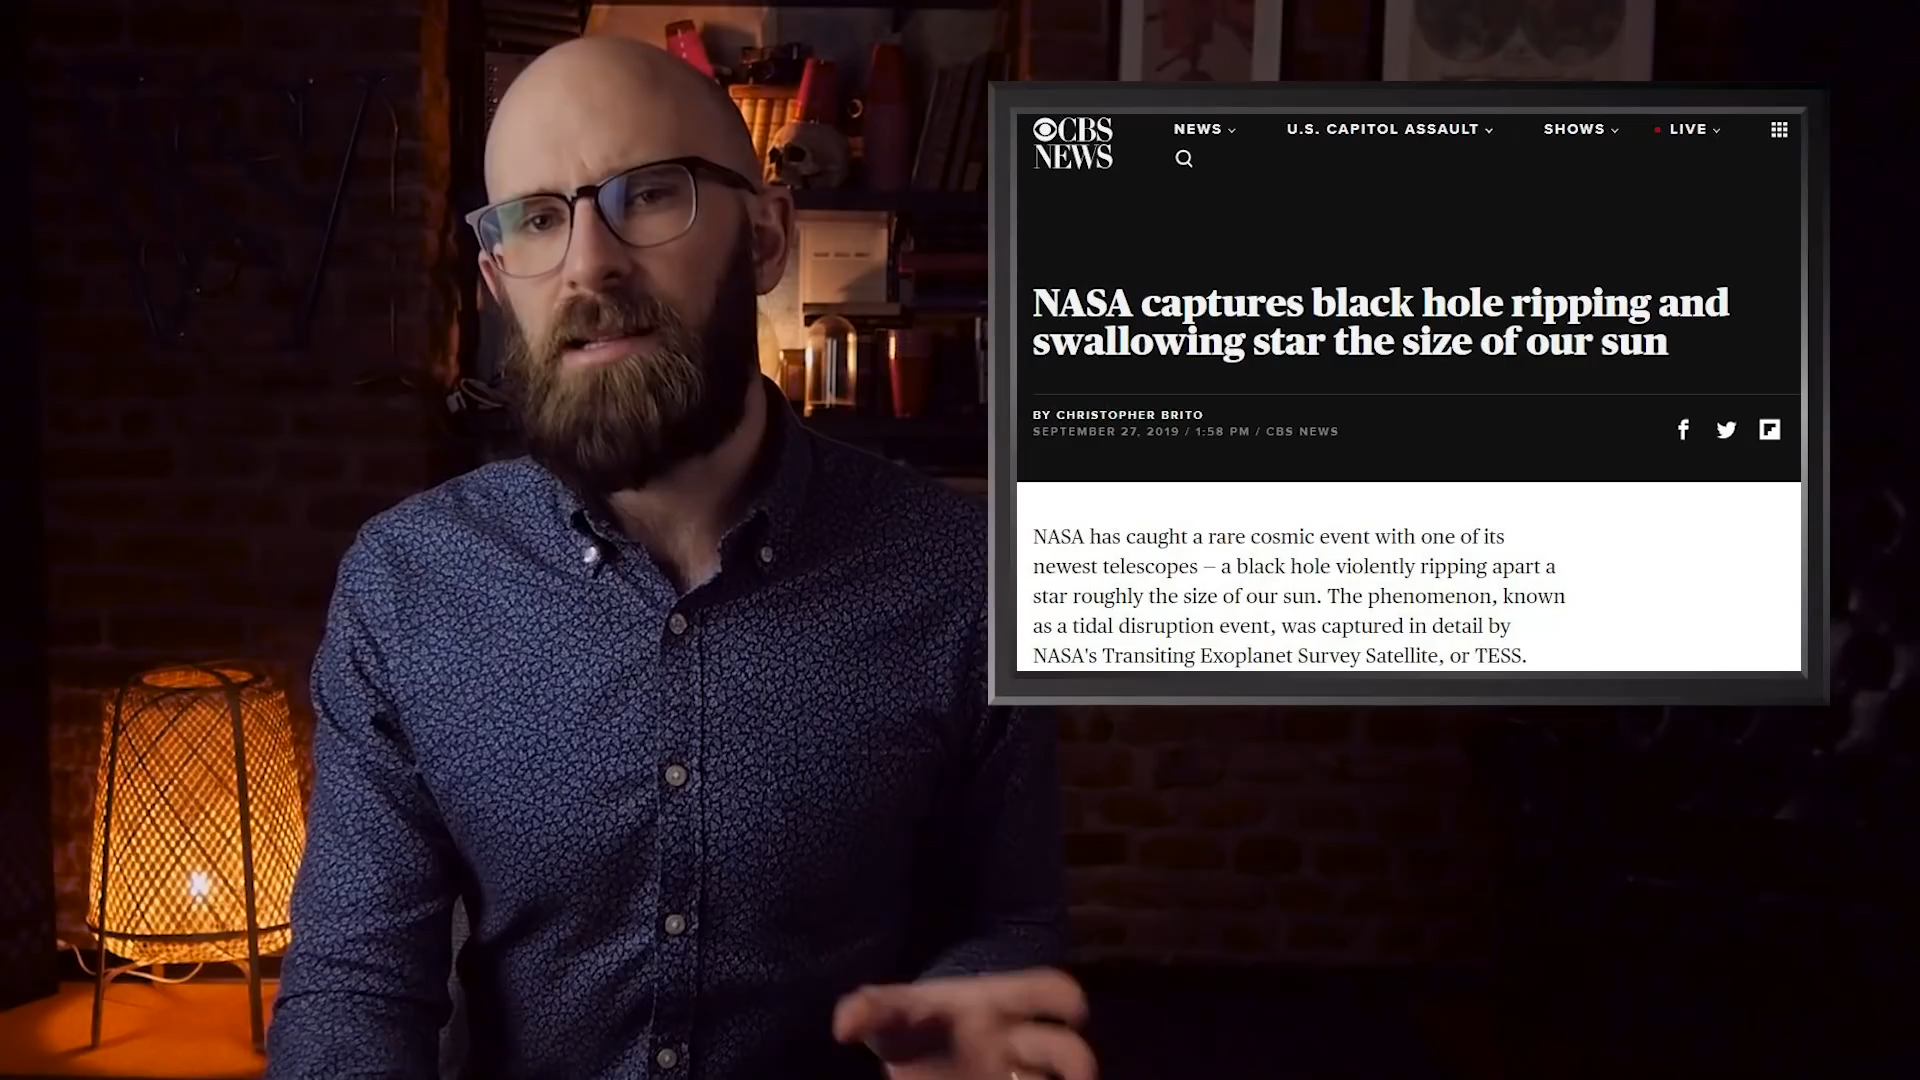 CBS NEWS
NEWS
U.S. CAPITOL ASSAULT
SHOWS
LIVE
NASA captures black hole ripping and
swallowing star the size of our sun
BY CHRISTOPHER BRITO
SEPTEMBER 27, 2019 / 1:58 PM / CBS NEWS
NASA has caught a rare cosmic event with one of its
newest telescopes – a black hole violently ripping apart a
star roughly the size of our sun. The phenomenon, known
as a tidal disruption event, was captured in detail by
NASA's Transiting Exoplanet Survey Satellite, or TESS.